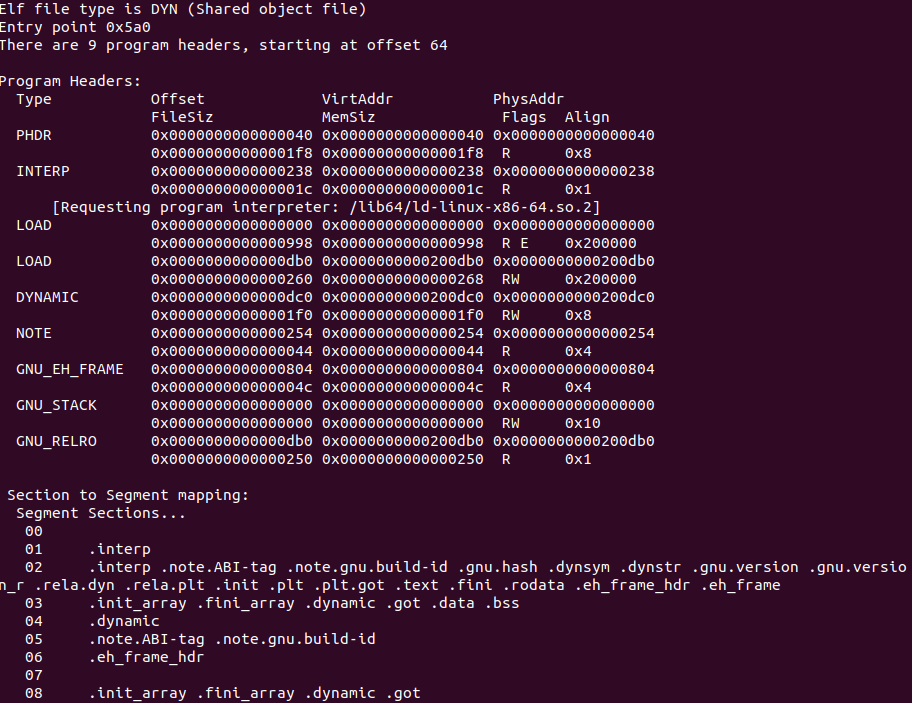 Elf file type is DYN (Shared object file)
Entry point 0x5a0
There are 9 program headers, starting at offset 64
Program Headers:
  Type           Offset             VirtAddr           PhysAddr
                 FileSiz            MemSiz              Flags  Align
  PHDR           0x0000000000000040 0x0000000000000040 0x0000000000000040
                 0x00000000000001f8 0x00000000000001f8  R      0x8
  INTERP         0x0000000000000238 0x0000000000000238 0x0000000000000238
                 0x000000000000001c 0x000000000000001c  R      0x1
      [Requesting program interpreter: /lib64/ld-linux-x86-64.so.2]
  LOAD           0x0000000000000000 0x0000000000000000 0x0000000000000000
                 0x0000000000000998 0x0000000000000998  R E    0x200000
  LOAD           0x0000000000000db0 0x0000000000200db0 0x0000000000200db0
                 0x0000000000000260 0x0000000000000268  RW     0x200000
  DYNAMIC        0x0000000000000dc0 0x0000000000200dc0 0x0000000000200dc0
                 0x00000000000001f0 0x00000000000001f0  RW     0x8
  NOTE           0x0000000000000254 0x0000000000000254 0x0000000000000254
                 0x0000000000000044 0x0000000000000044  R      0x4
  GNU_EH_FRAME   0x0000000000000804 0x0000000000000804 0x0000000000000804
                 0x000000000000004c 0x000000000000004c  R      0x4
  GNU_STACK      0x0000000000000000 0x0000000000000000 0x0000000000000000
                 0x0000000000000000 0x0000000000000000  RW     0x10
  GNU_RELRO      0x0000000000000db0 0x0000000000200db0 0x0000000000200db0
                 0x0000000000000250 0x0000000000000250  R      0x1
 Section to Segment mapping:
  Segment Sections...
   00
   01     .interp
   02     .interp .note.ABI-tag .note.gnu.build-id .gnu.hash .dynsym .dynstr .gnu.version .gnu.versio
n_r .rela.dyn .rela.plt .init .plt .plt.got .text .fini .rodata .eh_frame_hdr .eh_frame
   03     .init_array .fini_array .dynamic .got .data .bss
   04     .dynamic
   05     .note.ABI-tag .note.gnu.build-id
   06     .eh_frame_hdr
   07
   08     .init_array .fini_array .dynamic .got